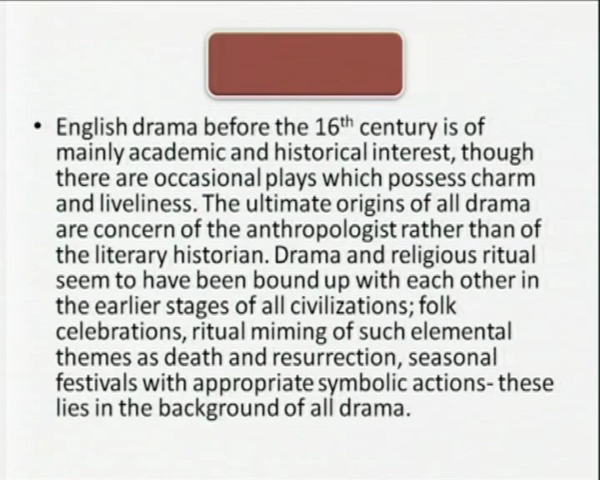 • English drama before the 16th century is of
mainly academic and historical interest, though
there are occasional plays which possess charm
and liveliness. The ultimate origins of all drama
are concern of the anthropologist rather than of
the literary historian. Drama and religious ritual
seem to have been bound up with each other in
the earlier stages of all civilizations; folk
celebrations, ritual miming of such elemental
themes as death and resurrection, seasonal
festivals with appropriate symbolic actions- these
lies in the background of all drama.